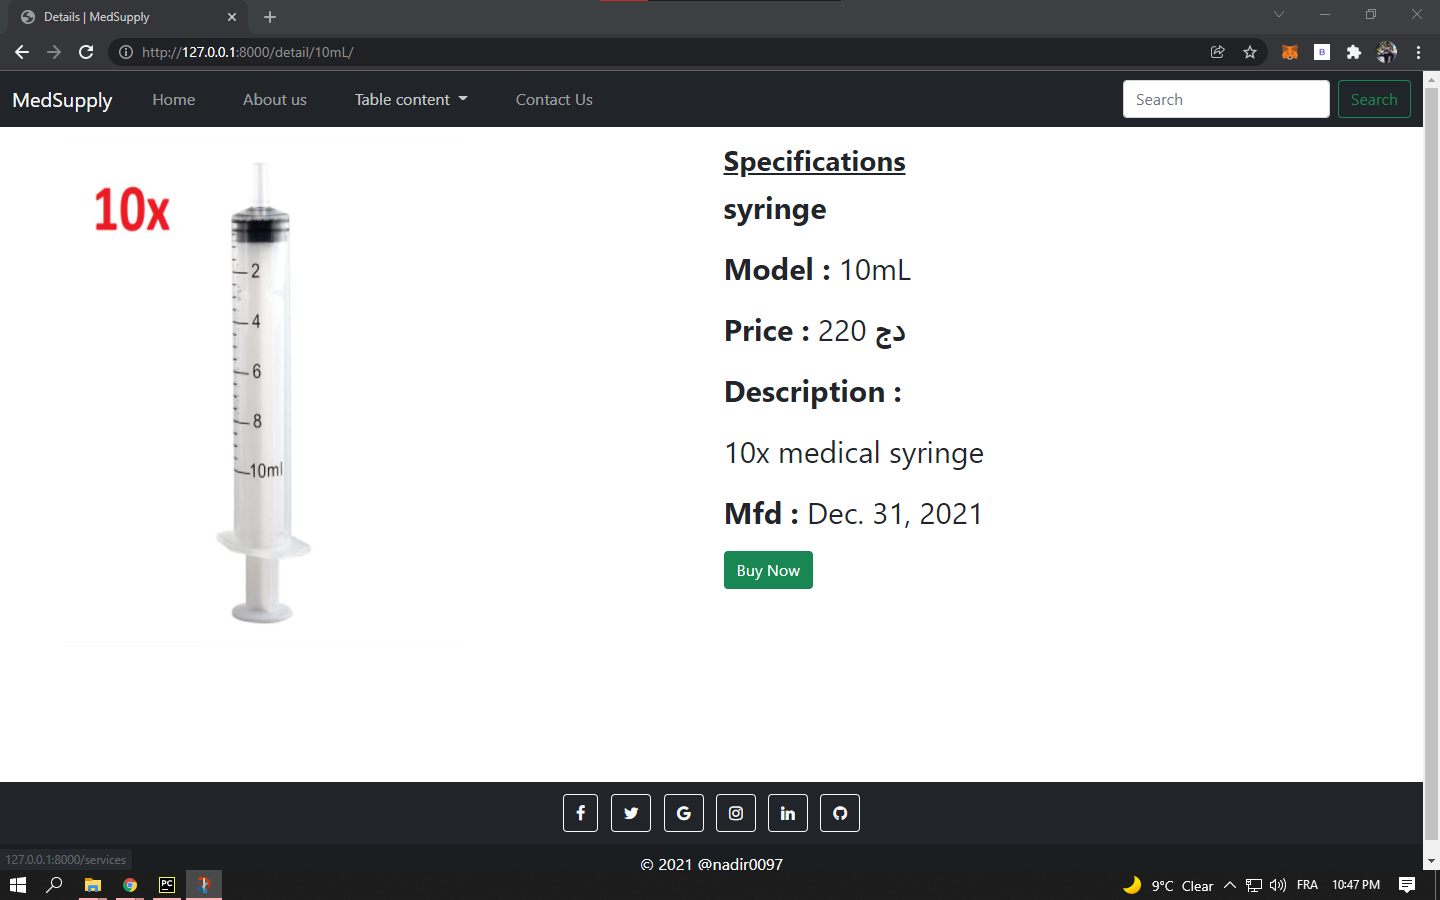 Details | MedSupply
http://127.0.0.1:8000/detail/10mL/
B
MedSupply Home About us Table content Contact Us Search Search
10x
2
4
6
8
10ml
Specifications
syringe
Model : 10mL
Price : 220 دج
Description :
10x medical syringe
Mfd : Dec. 31, 2021
Buy Now
127.0.0.1:8000/services
© 2021 @nadir0097
PC
9°C Clear FRA 10:47 PM